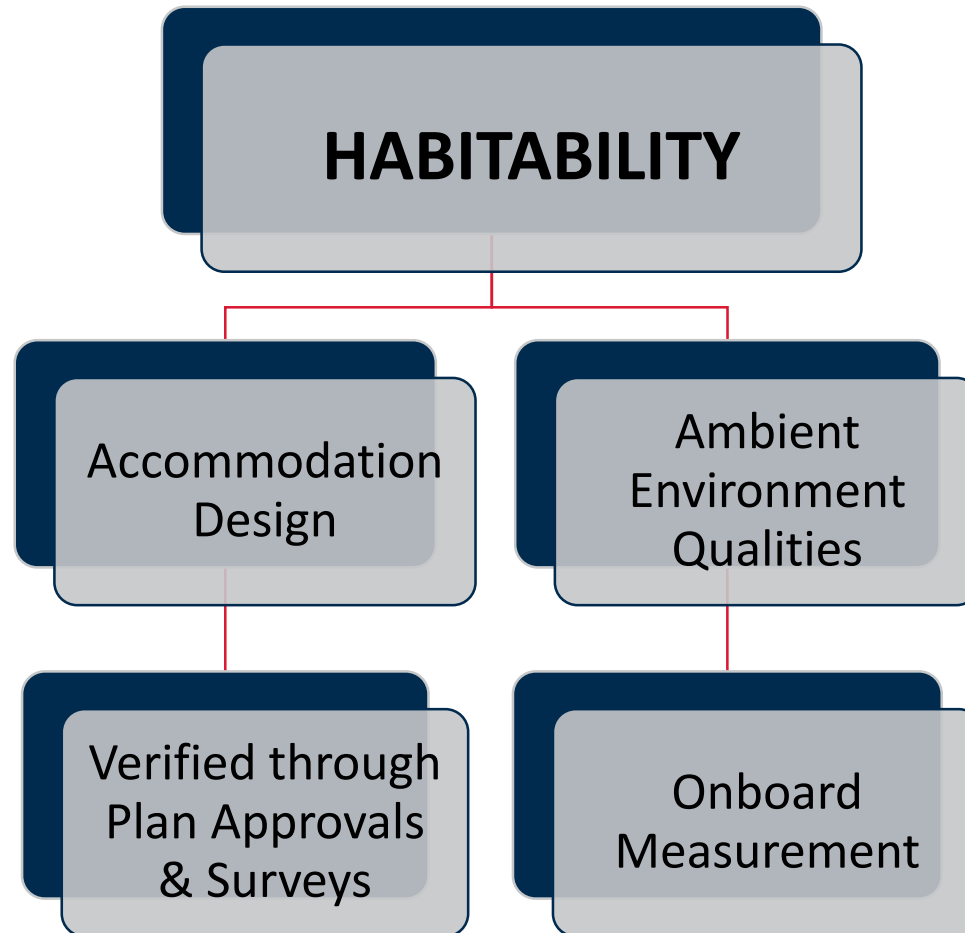 HABITABILITY
Accommodation
Design
Ambient
Environment
Qualities
Verified through
Plan Approvals
& Surveys
Onboard
Measurement